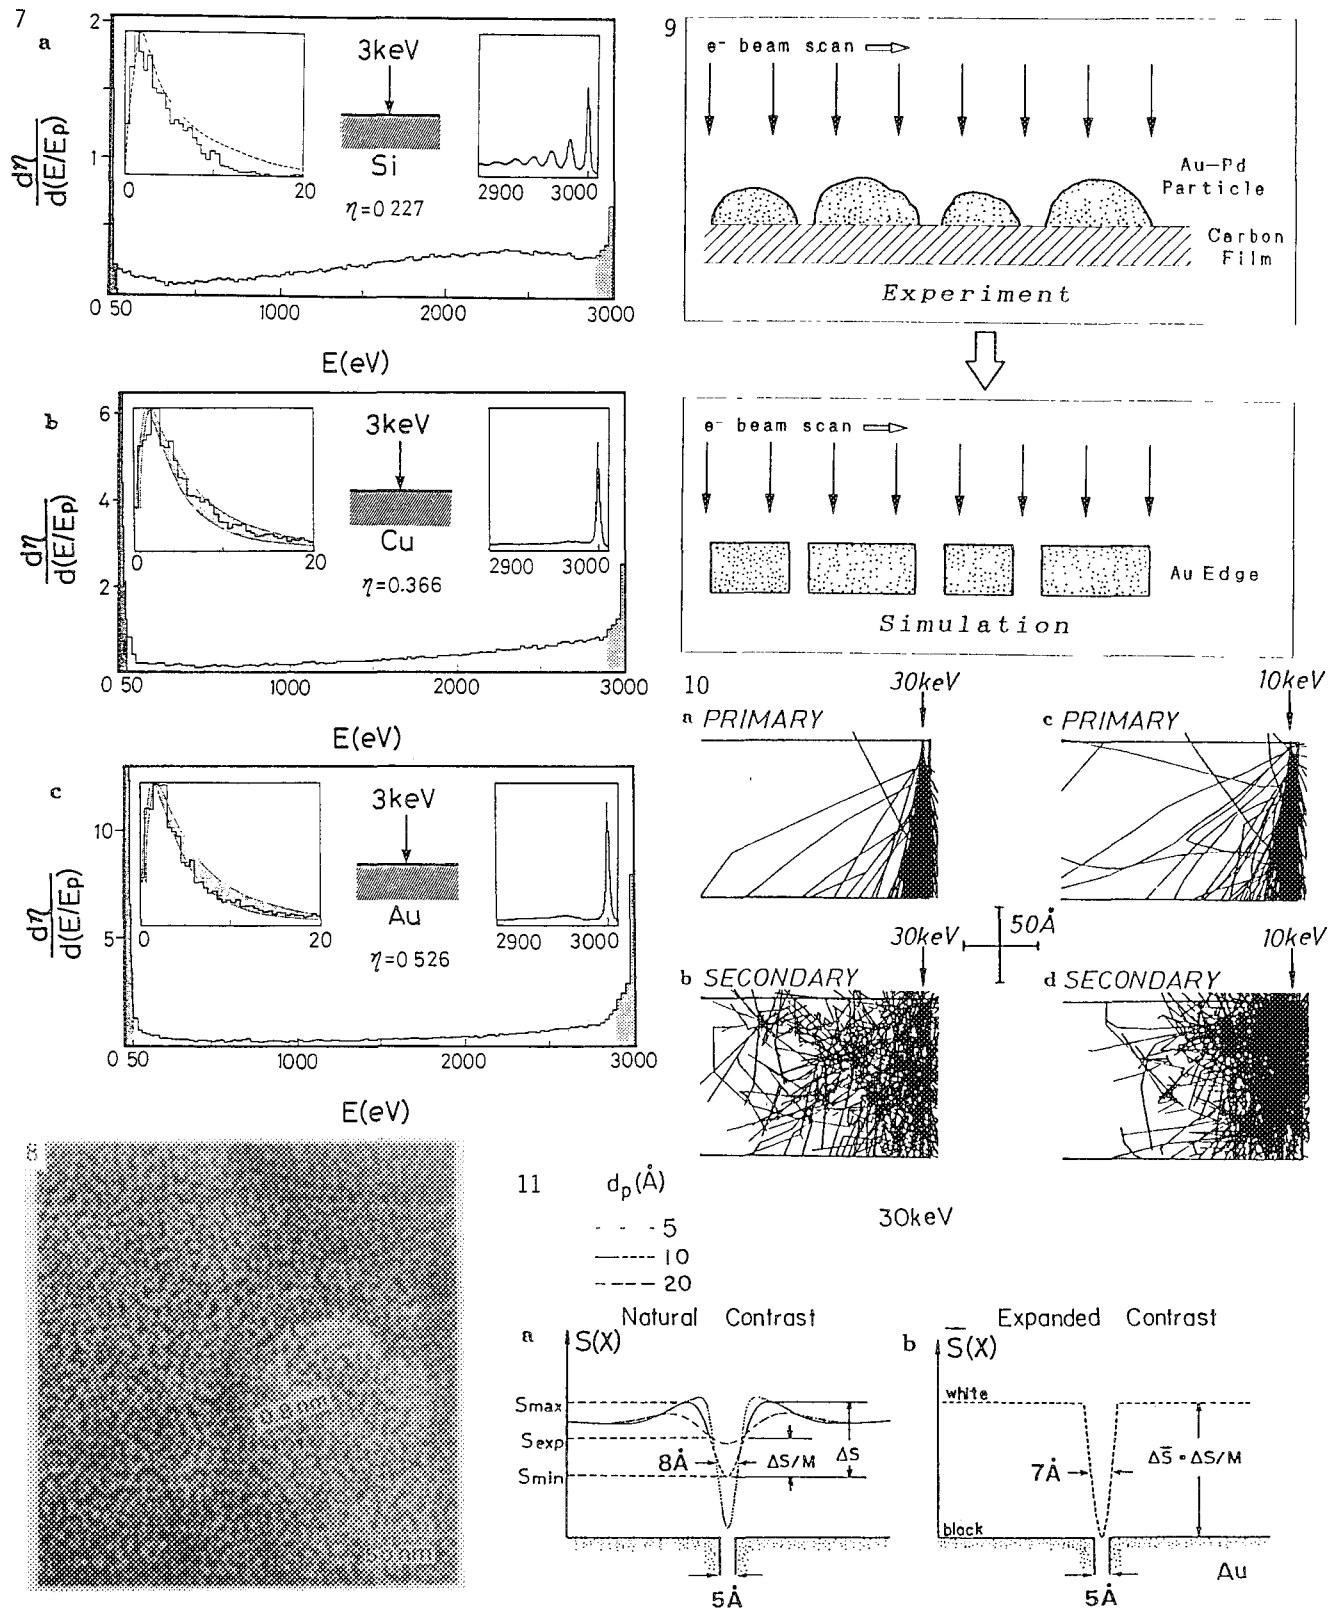 7
a
2
1
dη
d(E/Ep)
0
20
3keV
Si
η=0 227
2900
3000
0 50
1000
2000
3000
E(eV)
b
6
4
2
dη
d(E/Ep)
0
20
3keV
Cu
η=0.366
2900
3000
0 50
1000
2000
3000
E(eV)
c
10
5
dη
d(E/Ep)
0
20
3keV
Au
η=0 526
2900
3000
0 50
1000
2000
3000
E(eV)
8
9
e⁻ beam scan
Au-Pd
Particle
Carbon
Film
Experiment
e⁻ beam scan
Au Edge
Simulation
10
30keV
a PRIMARY
10keV
c PRIMARY
50Å
30keV
b SECONDARY
10keV
d SECONDARY
11
dp(Å)
5
10
20
30keV
Natural Contrast
a
S(X)
Smax
Sexp
Smin
8Å
ΔS/M
ΔS
5Å
Expanded Contrast
b
S̅(X)
white
7Å
ΔS̅=ΔS/M
black
Au
5Å